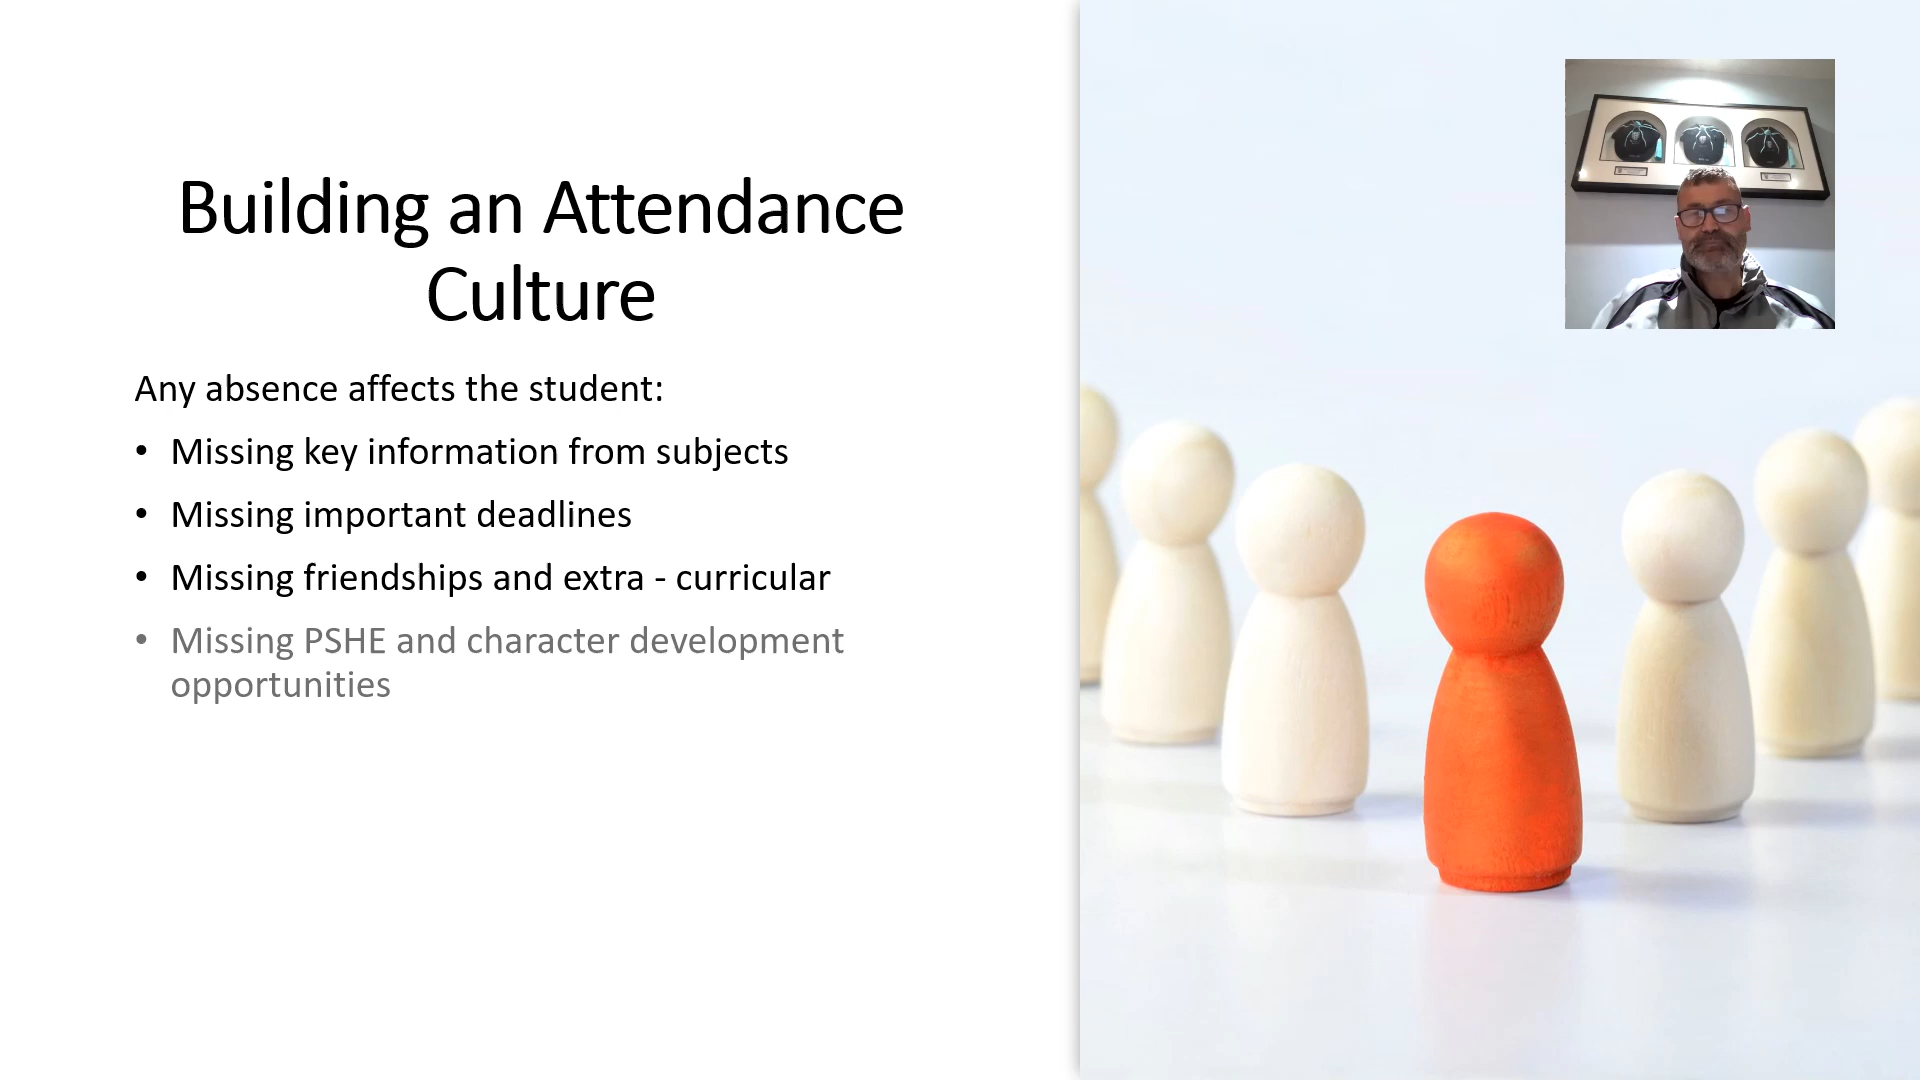 Building an Attendance
Culture
Any absence affects the student:
• Missing key information from subjects
• Missing important deadlines
• Missing friendships and extra - curricular
• Missing PSHE and character development
opportunities